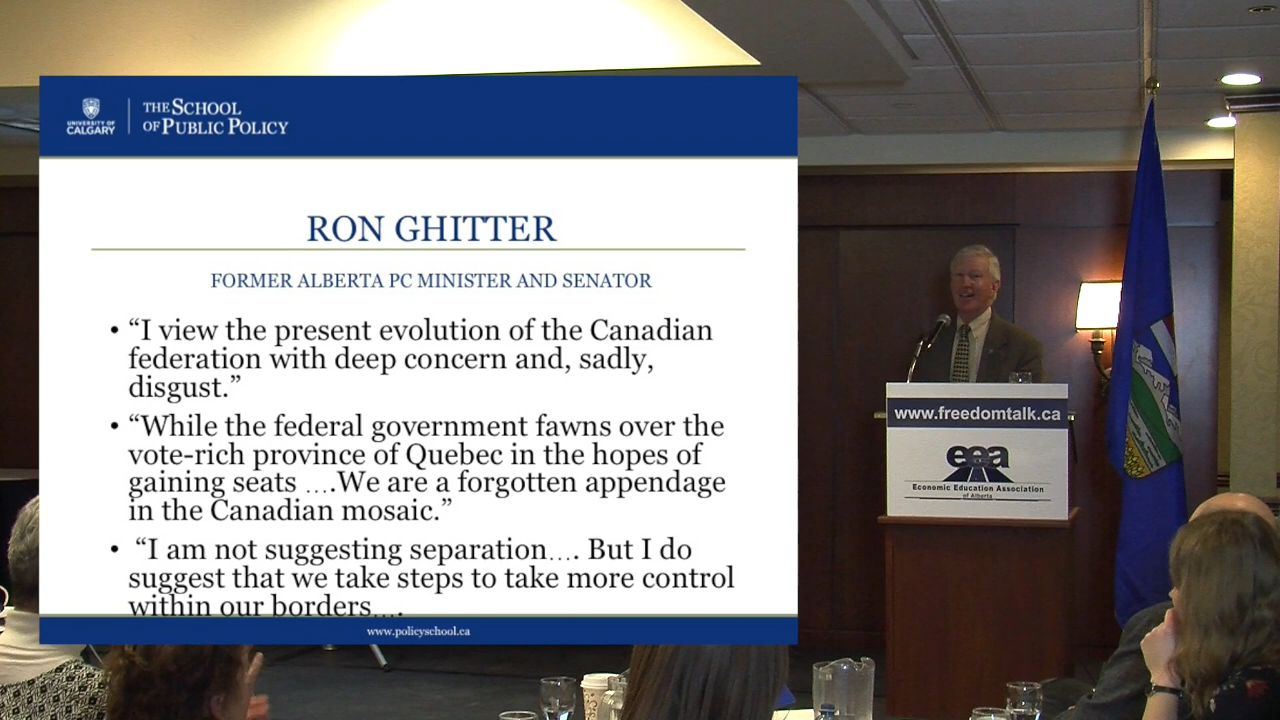 UNIVERSITY OF
CALGARY
THE SCHOOL
OF PUBLIC POLICY
RON GHITTER
FORMER ALBERTA PC MINISTER AND SENATOR
• “I view the present evolution of the Canadian
federation with deep concern and, sadly,
disgust.”
• “While the federal government fawns over the
vote-rich province of Quebec in the hopes of
gaining seats ….We are a forgotten appendage
in the Canadian mosaic.”
• “I am not suggesting separation…. But I do
suggest that we take steps to take more control
within our borders….
www.policyschool.ca
www.freedomtalk.ca
eea
Economic Education Association
of Alberta